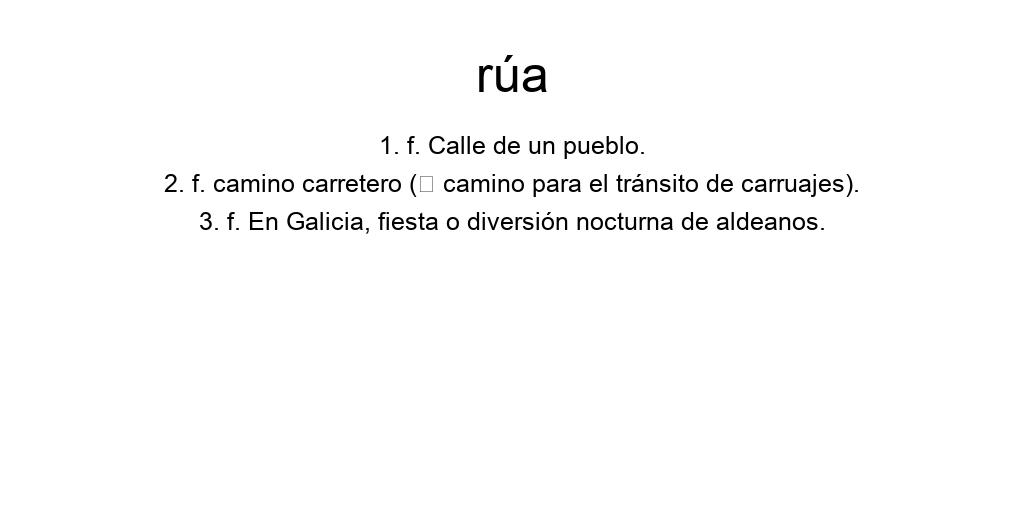 rúa
1. f. Calle de un pueblo.
2. f. camino carretero (□ camino para el tránsito de carruajes).
3. f. En Galicia, fiesta o diversión nocturna de aldeanos.